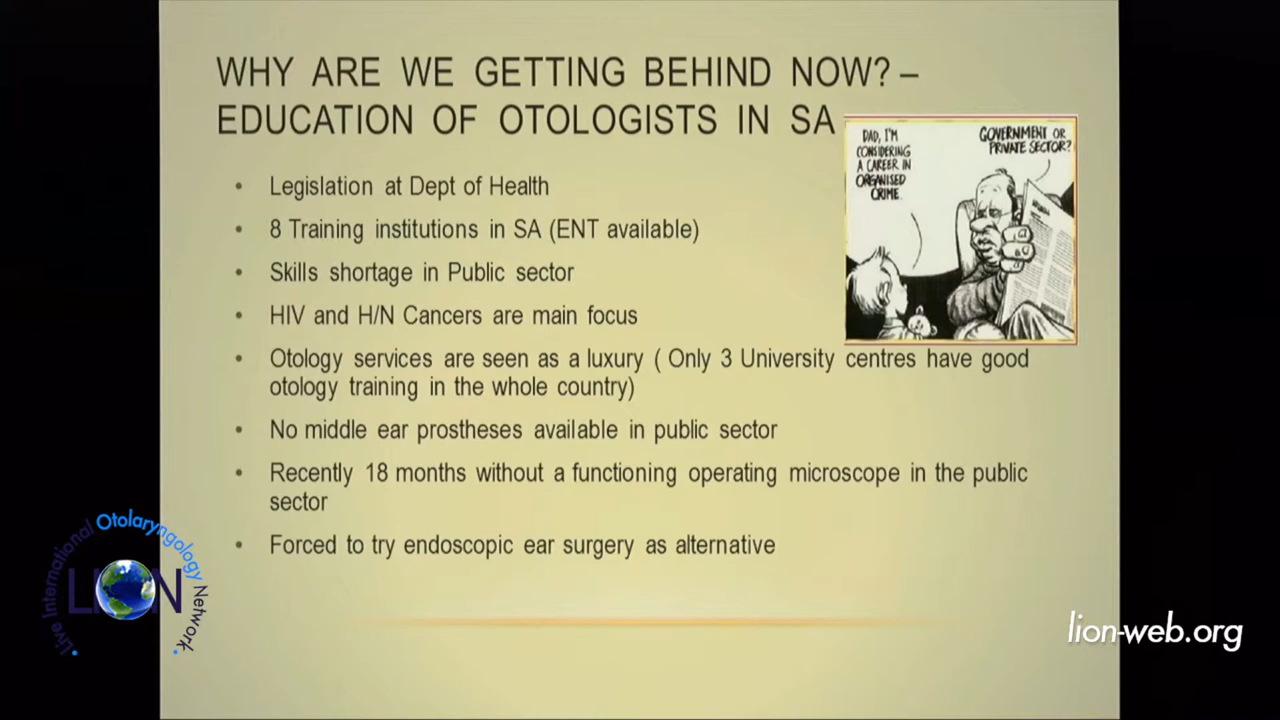 WHY ARE WE GETTING BEHIND NOW? –
EDUCATION OF OTOLOGISTS IN SA
DAD, I'M
CONSIDERING
A CAREER IN
ORGANISED
CRIME.
GOVERNMENT OR
PRIVATE SECTOR?
• Legislation at Dept of Health
• 8 Training institutions in SA (ENT available)
• Skills shortage in Public sector
• HIV and H/N Cancers are main focus
• Otology services are seen as a luxury ( Only 3 University centres have good
otology training in the whole country)
• No middle ear prostheses available in public sector
• Recently 18 months without a functioning operating microscope in the public
sector
• Forced to try endoscopic ear surgery as alternative
Live International Otolaryngology Network
LION
lion-web.org